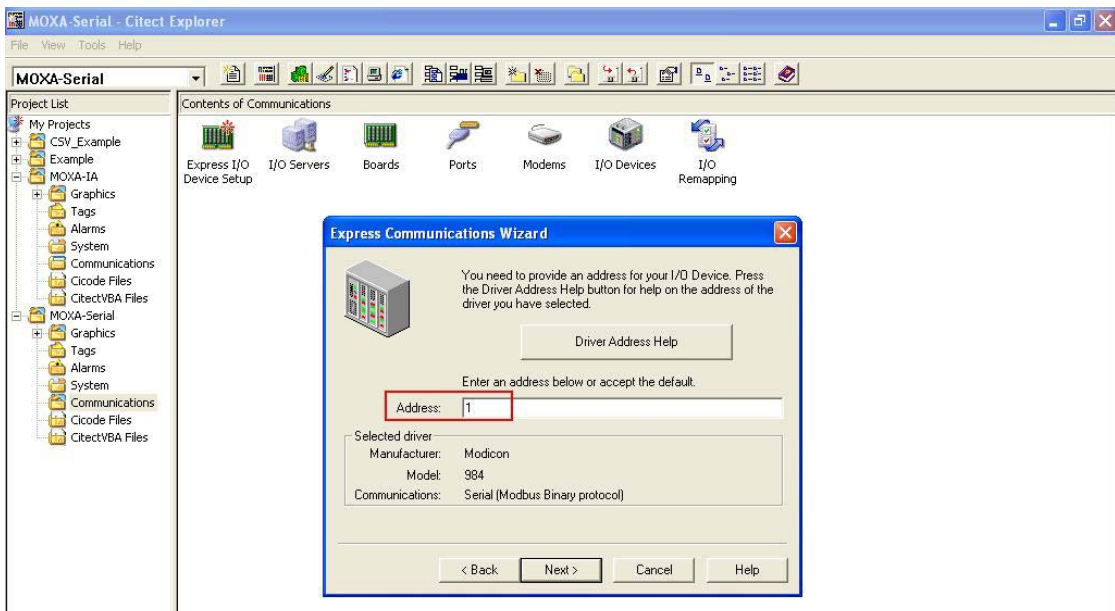 MOXA-Serial - Citect Explorer
File View Tools Help
MOXA-Serial
Project List
Contents of Communications
My Projects
CSV_Example
Example
MOXA-IA
Graphics
Tags
Alarms
System
Communications
Cicode Files
CitectVBA Files
MOXA-Serial
Graphics
Tags
Alarms
System
Communications
Cicode Files
CitectVBA Files
Express I/O
Device Setup
I/O Servers
Boards
Ports
Modems
I/O Devices
I/O
Remapping
Express Communications Wizard
You need to provide an address for your I/O Device. Press
the Driver Address Help button for help on the address of the
driver you have selected.
Driver Address Help
Enter an address below or accept the default.
Address: 1
Selected driver
Manufacturer: Modicon
Model: 984
Communications: Serial (Modbus Binary protocol)
< Back Next > Cancel Help